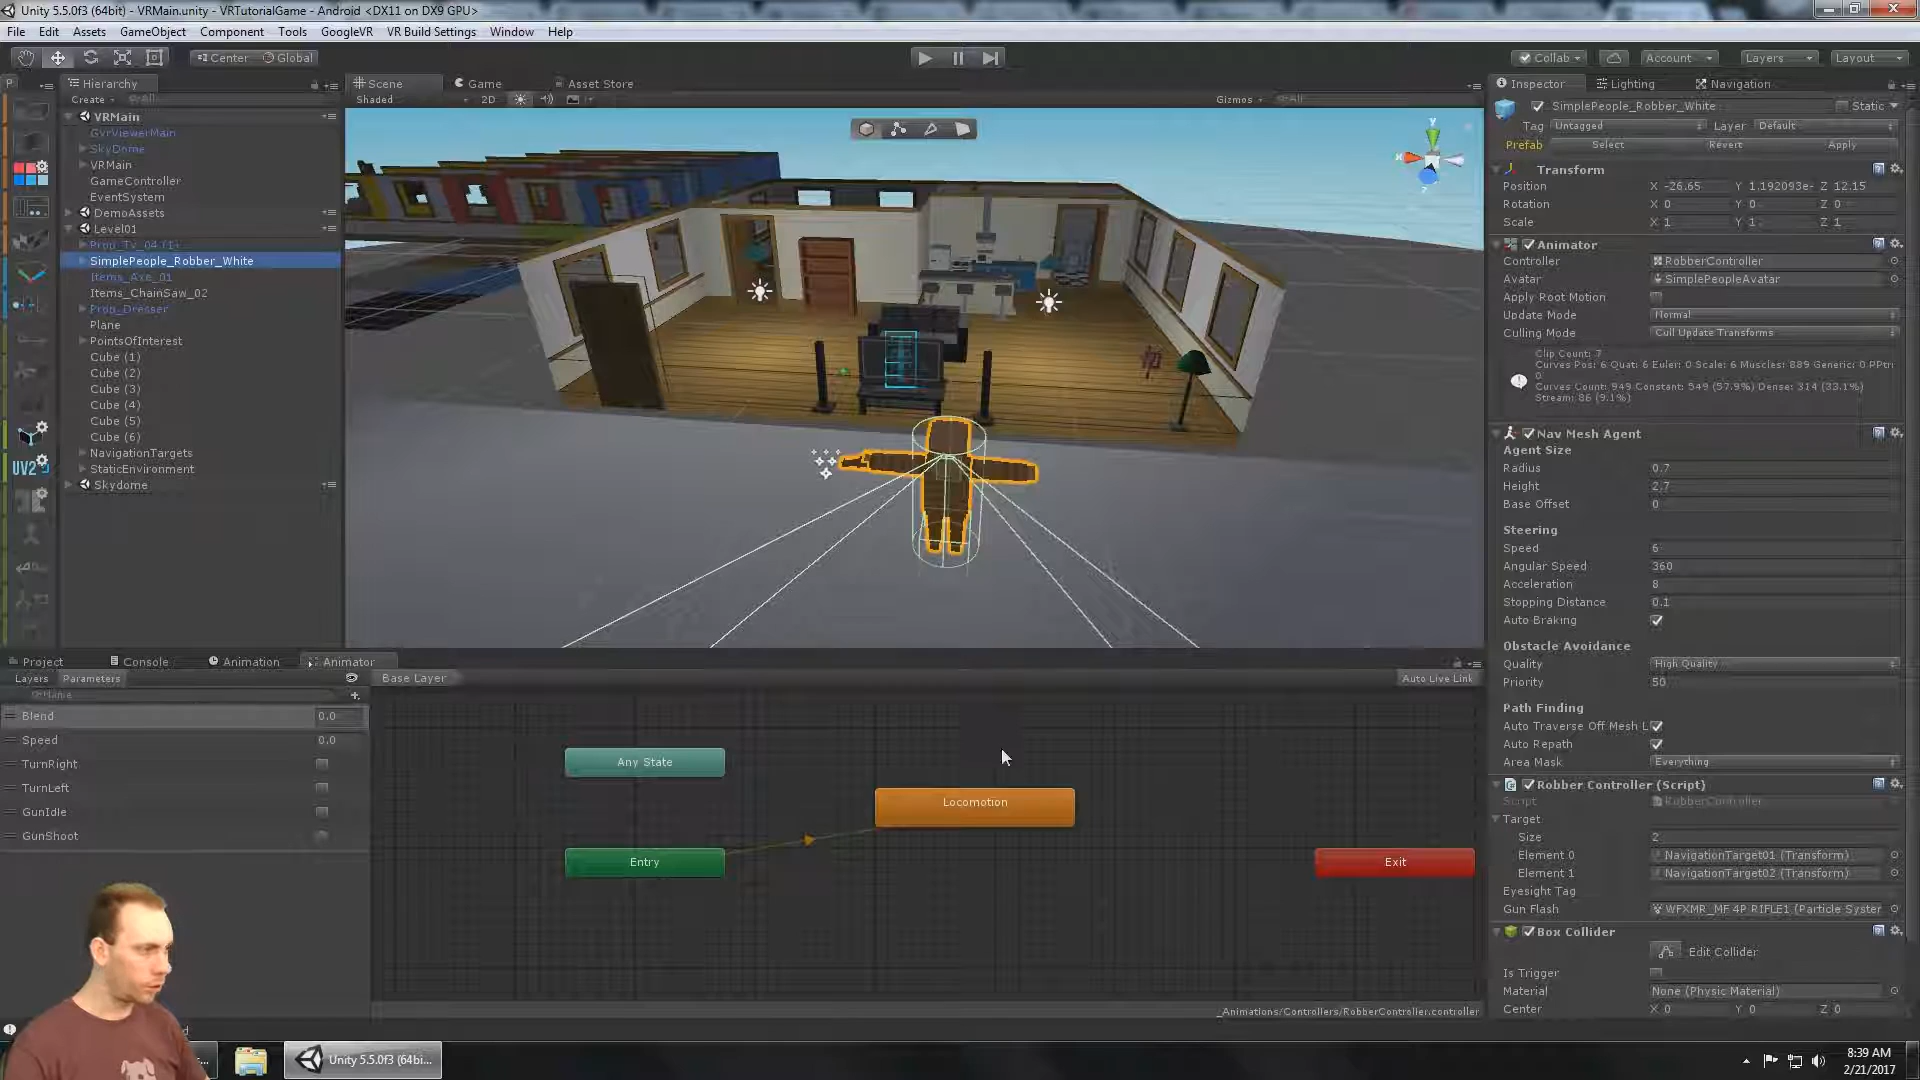 Unity 5.5.0f3 (64bit) - VRMain.unity - VRTutorialGame - Android <DX11 on DX9 GPU>
File Edit Assets GameObject Component Tools GoogleVR VR Build Settings Window Help
Center Global Collab Account Layers Layout
Hierarchy
Create
VRMain
GvrViewerMain
SkyDome
VRMain
GameController
EventSystem
DemoAssets
Level01
Prop_Tv_04 (1)
SimplePeople_Robber_White
Items_Axe_01
Items_ChainSaw_02
Prop_Dresser
Plane
PointsOfInterest
Cube (1)
Cube (2)
Cube (3)
Cube (4)
Cube (5)
Cube (6)
NavigationTargets
StaticEnvironment
Skydome
UV2
Scene Game Asset Store
Shaded 2D Gizmos
Inspector Lighting Navigation
SimplePeople_Robber_White Static
Tag Untagged Layer Default
Prefab Select Revert Apply
Transform
Position X -26.65 Y 1.192093e- Z 12.15
Rotation X 0 Y 0 Z 0
Scale X 1 Y 1 Z 1
Animator
Controller RobberController
Avatar SimplePeopleAvatar
Apply Root Motion
Update Mode Normal
Culling Mode Cull Update Transforms
Clip Count: 7
Curves Pos: 6 Quat: 6 Euler: 0 Scale: 6 Muscles: 889 Generic: 0 PPtr:
0
Curves Count: 949 Constant: 549 (57.9%) Dense: 314 (33.1%)
Stream: 86 (9.1%)
Nav Mesh Agent
Agent Size
Radius 0.7
Height 2.7
Base Offset 0
Steering
Speed 6
Angular Speed 360
Acceleration 8
Stopping Distance 0.1
Auto Braking
Obstacle Avoidance
Quality High Quality
Priority 50
Path Finding
Auto Traverse Off Mesh L
Auto Repath
Area Mask Everything
Robber Controller (Script)
Script RobberController
Target
Size 2
Element 0 NavigationTarget01 (Transform)
Element 1 NavigationTarget02 (Transform)
Eyesight Tag
Gun Flash WFXMR_MF 4P RIFLE1 (Particle Syster
Box Collider
Edit Collider
Is Trigger
Material None (Physic Material)
Center X 0 Y 0 Z 0
Project Console Animation Animator
Layers Parameters Base Layer Auto Live Link
Name
Blend 0.0
Speed 0.0
TurnRight
TurnLeft
GunIdle
GunShoot
Any State
Locomotion
Entry
Exit
_Animations/Controllers/RobberController.controller
Unity 5.5.0f3 (64bi...
8:39 AM
2/21/2017